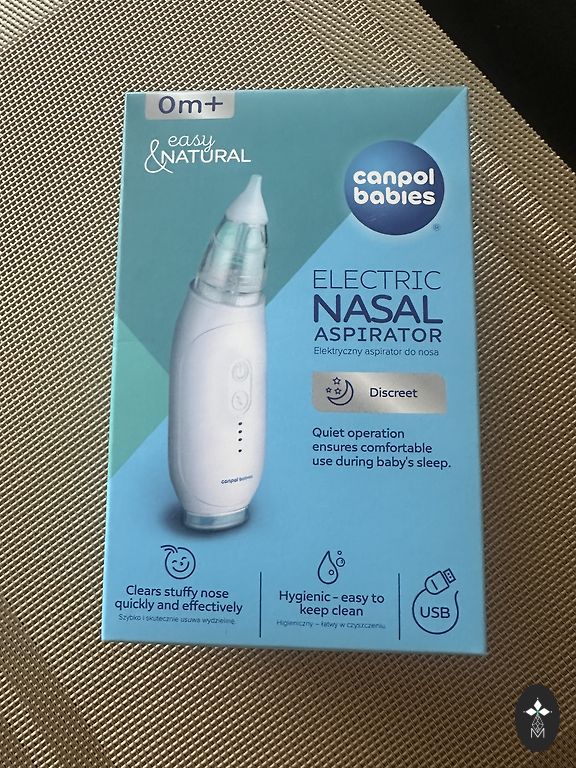 0m+
easy
&NATURAL
canpol
babies
®
ELECTRIC
NASAL
ASPIRATOR
Elektryczny aspirator do nosa
Discreet
Quiet operation
ensures comfortable
use during baby's sleep.
canpol babies
Clears stuffy nose
quickly and effectively
Szybko i skutecznie usuwa wydzielinę.
Hygienic - easy to
keep clean
Higieniczny – łatwy w czyszczeniu.
USB
M